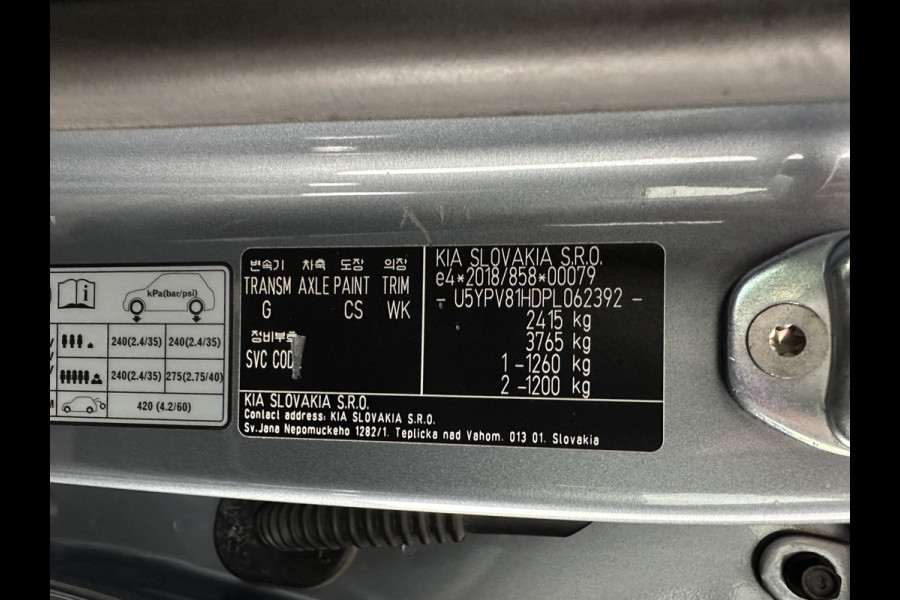 kPa(bar/psi)
240(2.4/35) 240(2.4/35)
240(2.4/35) 275(2.75/40)
420 (4.2/60)
변속기 차축 도장 의장
TRANSM AXLE PAINT TRIM
G CS WK
정비부호
SVC CODE
KIA SLOVAKIA S.R.O.
e4*2018/858*00079
- U5YPV81HDPL062392 -
2415 kg
3765 kg
1 -1260 kg
2 -1200 kg
KIA SLOVAKIA S.R.O.
Contact address: KIA SLOVAKIA S.R.O.
Sv.Jana Nepomuckeho 1282/1. Teplicka nad Vahom. 013 01. Slovakia